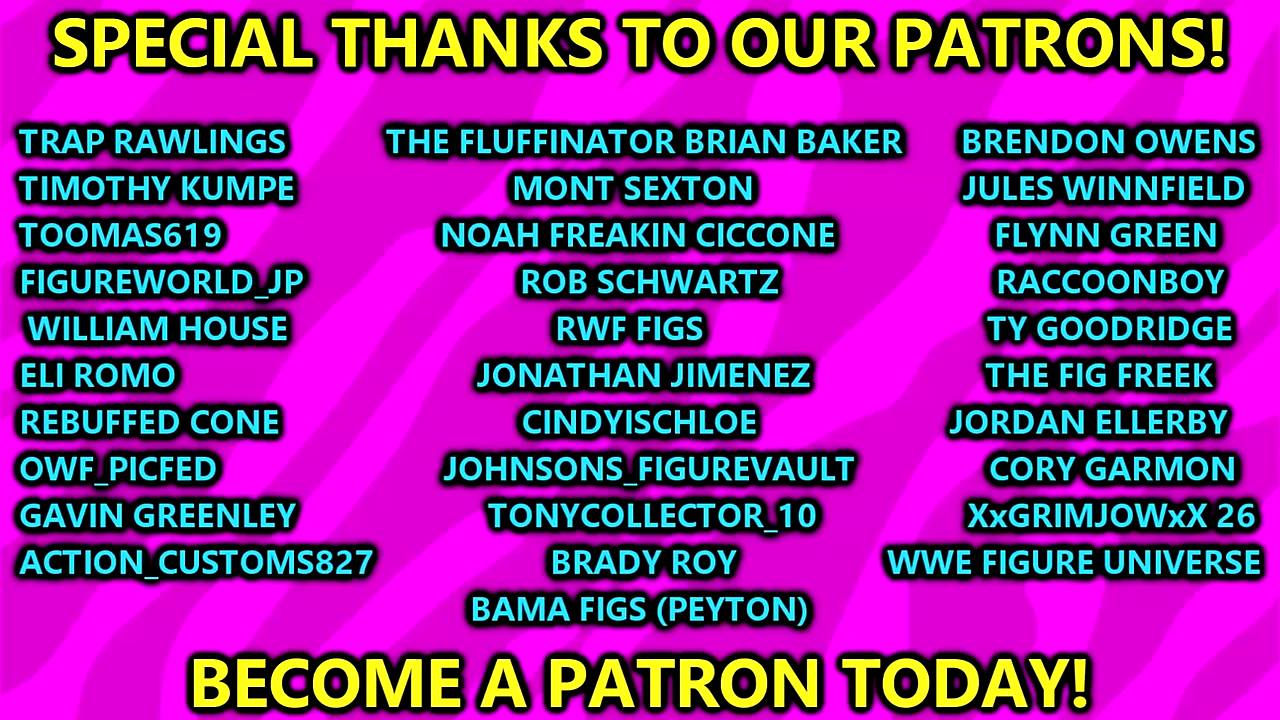 SPECIAL THANKS TO OUR PATRONS!
TRAP RAWLINGS
TIMOTHY KUMPE
TOOMAS619
FIGUREWORLD_JP
WILLIAM HOUSE
ELI ROMO
REBUFFED CONE
OWF_PICFED
GAVIN GREENLEY
ACTION_CUSTOMS827
THE FLUFFINATOR BRIAN BAKER
MONT SEXTON
NOAH FREAKIN CICCONE
ROB SCHWARTZ
RWF FIGS
JONATHAN JIMENEZ
CINDYISCHLOE
JOHNSONS_FIGUREVAULT
TONYCOLLECTOR_10
BRADY ROY
BAMA FIGS (PEYTON)
BRENDON OWENS
JULES WINNFIELD
FLYNN GREEN
RACCOONBOY
TY GOODRIDGE
THE FIG FREEK
JORDAN ELLERBY
CORY GARMON
XxGRIMJOWxX 26
WWE FIGURE UNIVERSE
BECOME A PATRON TODAY!